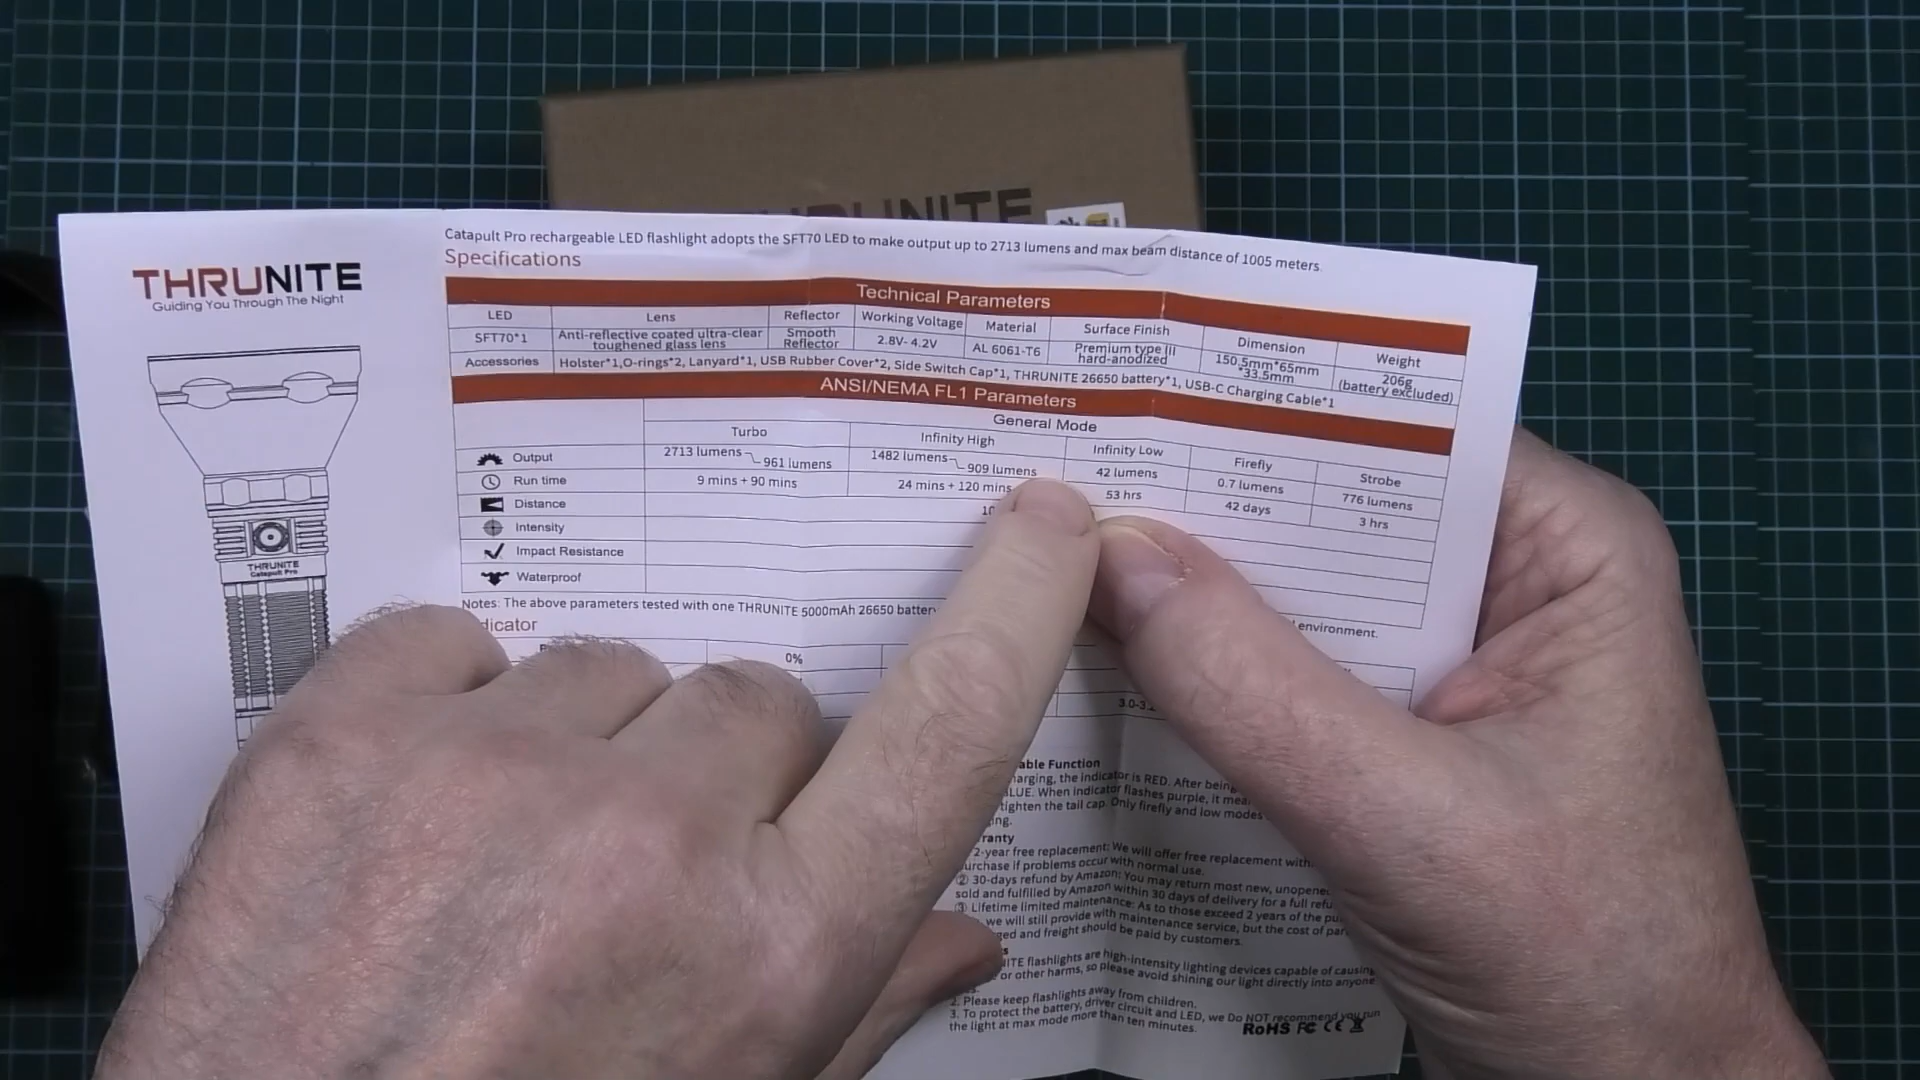 THRUNITE
THRUNITE
Guiding You Through The Night
THRUNITE
Catapult Pro
Catapult Pro rechargeable LED flashlight adopts the SFT70 LED to make output up to 2713 lumens and max beam distance of 1005 meters.
Specifications
Technical Parameters
LED Lens Reflector Working Voltage Material Surface Finish Dimension Weight
SFT70*1 Anti-reflective coated ultra-clear toughened glass lens Smooth Reflector 2.8V- 4.2V AL 6061-T6 Premium type III hard-anodized 150.5mm*65mm*33.5mm 206g (battery excluded)
Accessories Holster*1,O-rings*2, Lanyard*1, USB Rubber Cover*2, Side Switch Cap*1, THRUNITE 26650 battery*1, USB-C Charging Cable*1
ANSI/NEMA FL1 Parameters
General Mode
Turbo Infinity High Infinity Low Firefly Strobe
Output 2713 lumens 961 lumens 1482 lumens 909 lumens 42 lumens 0.7 lumens 776 lumens
Run time 9 mins + 90 mins 24 mins + 120 mins 53 hrs 42 days 3 hrs
Distance
Intensity
Impact Resistance
Waterproof
Notes: The above parameters tested with one THRUNITE 5000mAh 26650 environment.
0%
Function
the indicator is RED. After
When indicator flashes purple, it
tighten the tail cap. Only firefly and low modes
2-year free replacement: We will offer free replacement
if problems occur with normal use.
② 30-days refund by Amazon: You may return most new,
sold and fulfilled by Amazon within 30 days of delivery for a full
③ Lifetime limited maintenance: As to those exceed 2 years of the
we will still provide with maintenance service, but the cost of
and freight should be paid by customers.
flashlights are high-intensity lighting devices capable of causing
or other harms, so please avoid shining our light directly into anyone
2. Please keep flashlights away from children.
3. To protect the battery, driver circuit and LED, we Do NOT recommend you run
the light at max mode more than ten minutes. RoHS FC CE